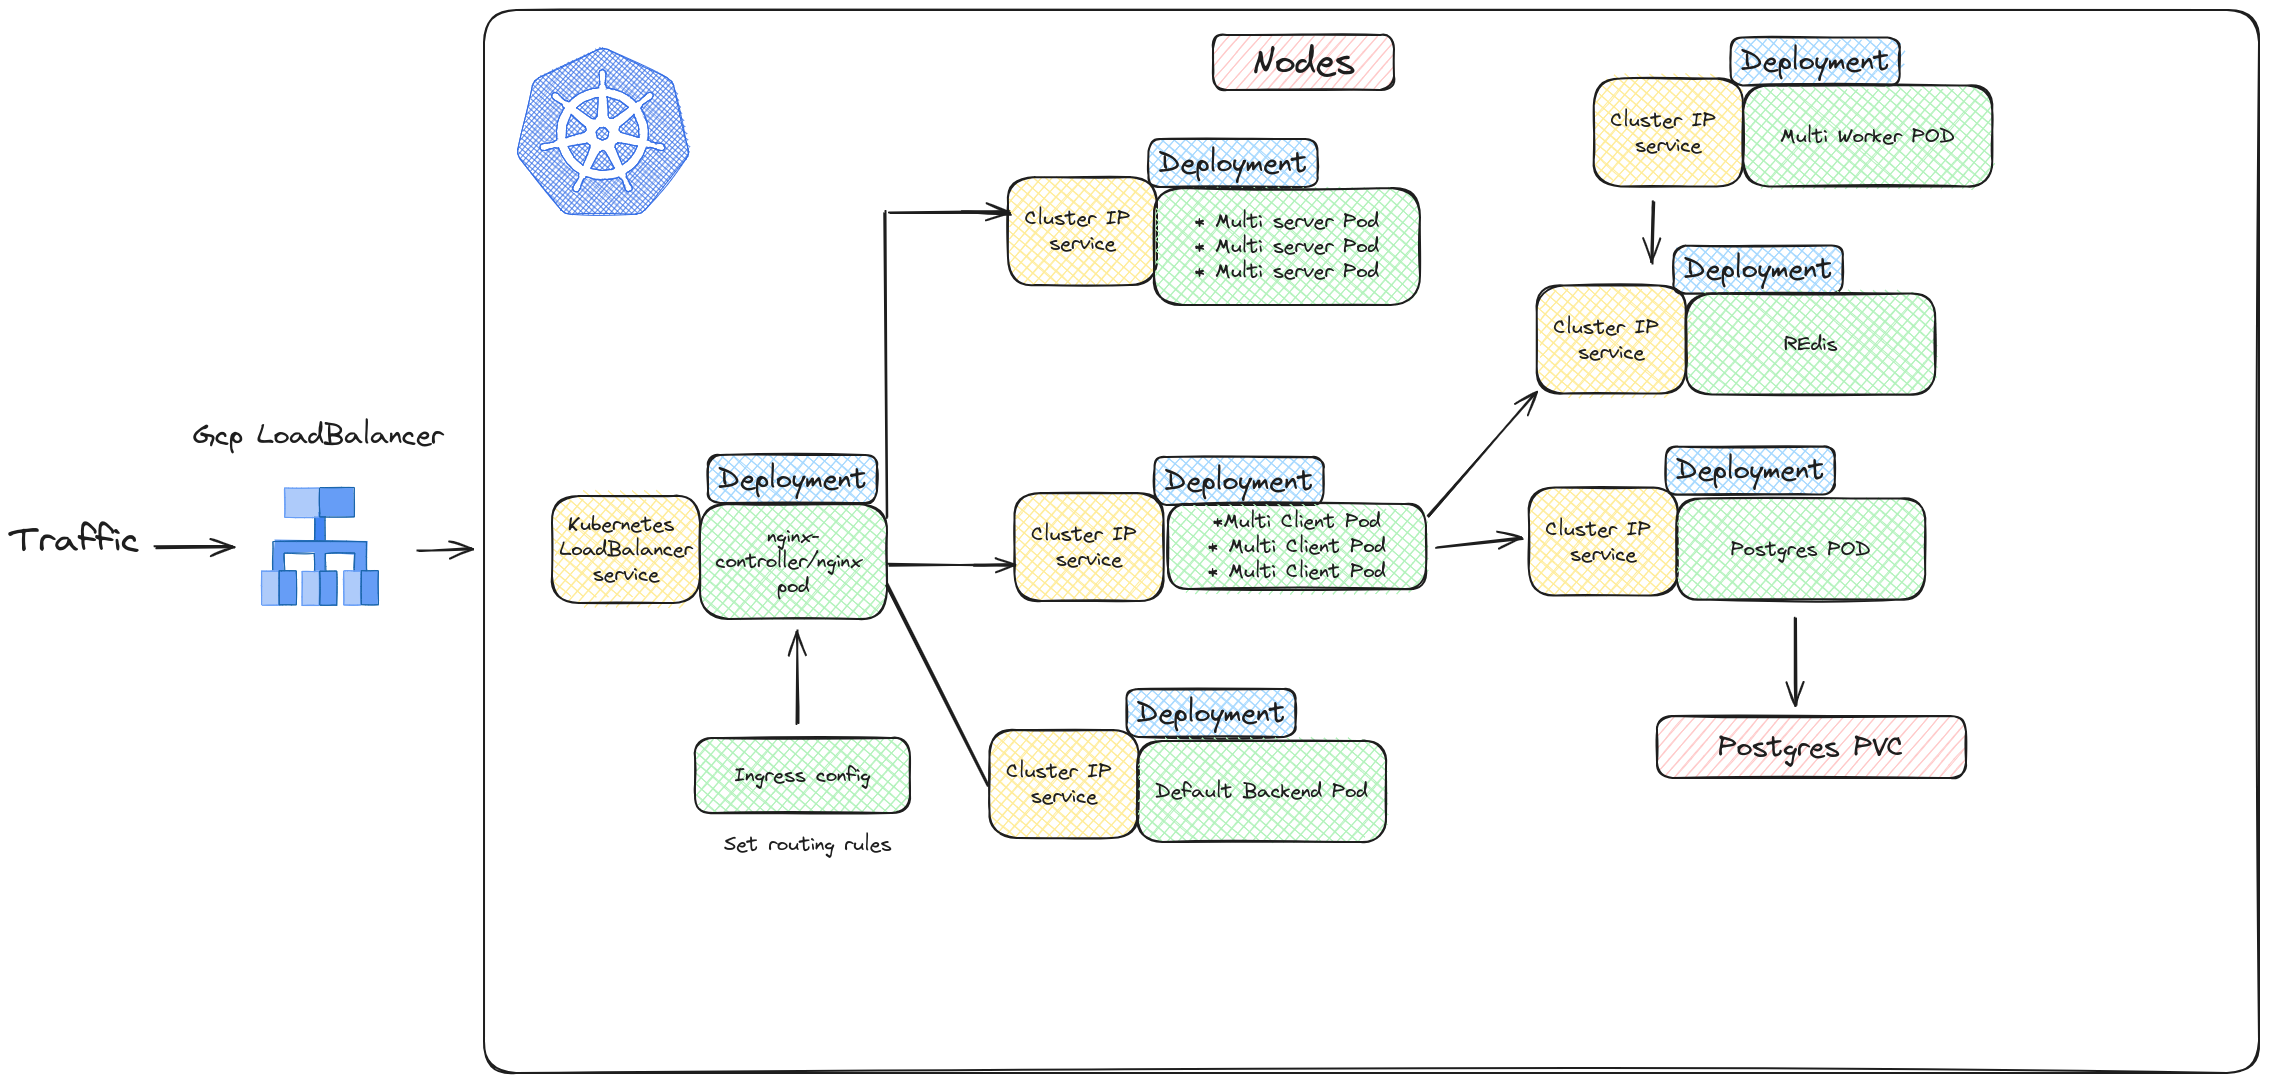 Nodes
Deployment
Cluster IP
service
Multi Worker POD
Deployment
Cluster IP
service
* Multi server Pod
* Multi server Pod
* Multi server Pod
Deployment
Cluster IP
service
REdis
Gcp LoadBalancer
Traffic
Deployment
Kubernetes
LoadBalancer
service
nginx-
controller/nginx
pod
Deployment
Cluster IP
service
*Multi Client Pod
* Multi Client Pod
* Multi Client Pod
Deployment
Cluster IP
service
Postgres POD
Ingress config
Set routing rules
Deployment
Cluster IP
service
Default Backend Pod
Postgres PVC